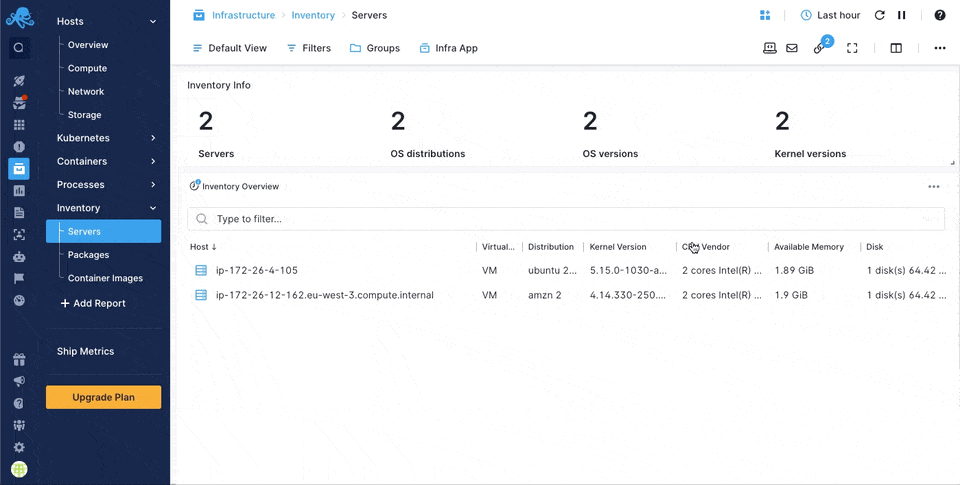 Hosts
Overview
Compute
Network
Storage
Kubernetes
Containers
Processes
Inventory
Servers
Packages
Container Images
+ Add Report
Ship Metrics
Upgrade Plan
Infrastructure > Inventory > Servers
Last hour
Default View Filters Groups Infra App
2
Inventory Info
2 2 2 2
Servers OS distributions OS versions Kernel versions
Inventory Overview
Type to filter...
Host ↓ Virtual... Distribution Kernel Version Vendor Available Memory Disk
ip-172-26-4-105 VM ubuntu 2... 5.15.0-1030-a... 2 cores Intel(R) ... 1.89 GiB 1 disk(s) 64.42 ...
ip-172-26-12-162.eu-west-3.compute.internal VM amzn 2 4.14.330-250.... 2 cores Intel(R) ... 1.9 GiB 1 disk(s) 64.42 ...